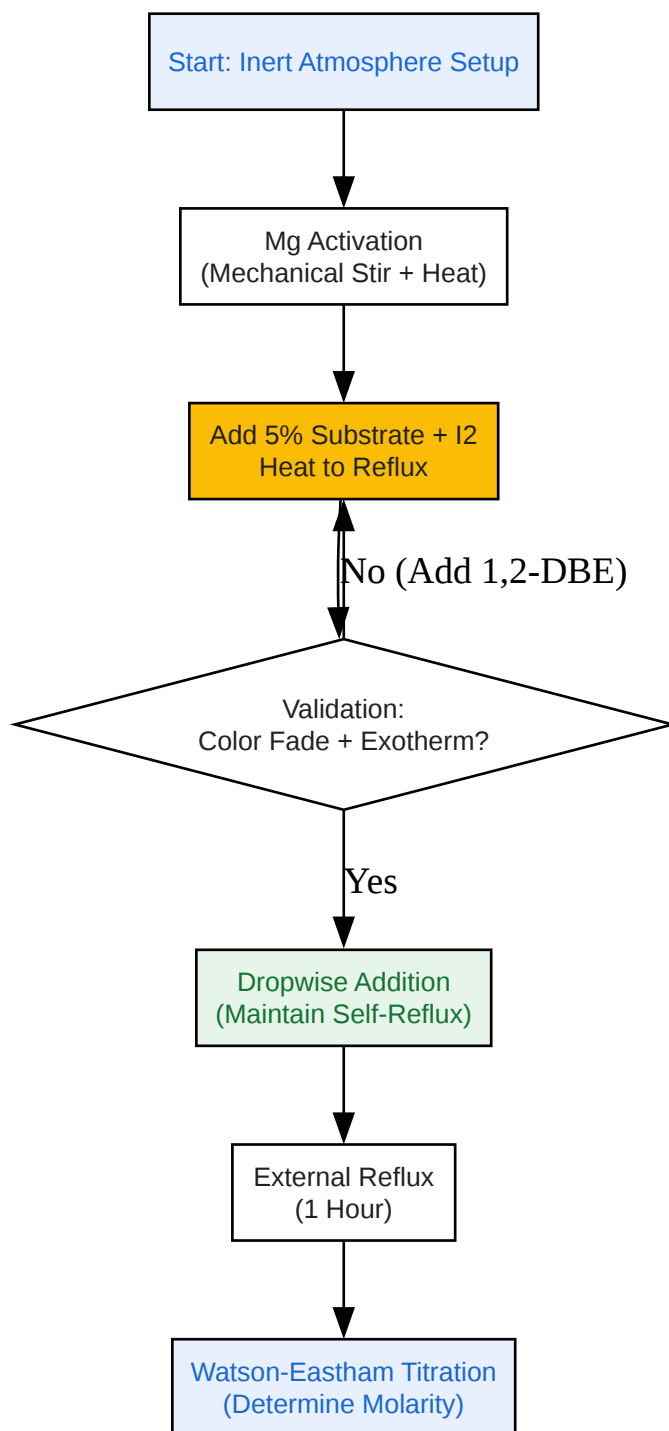 Start: Inert Atmosphere Setup
Mg Activation
(Mechanical Stir + Heat)
Add 5% Substrate + I2
Heat to Reflux
No (Add 1,2-DBE)
Validation:
Color Fade + Exotherm?
Yes
Dropwise Addition
(Maintain Self-Reflux)
External Reflux
(1 Hour)
Watson-Eastham Titration
(Determine Molarity)